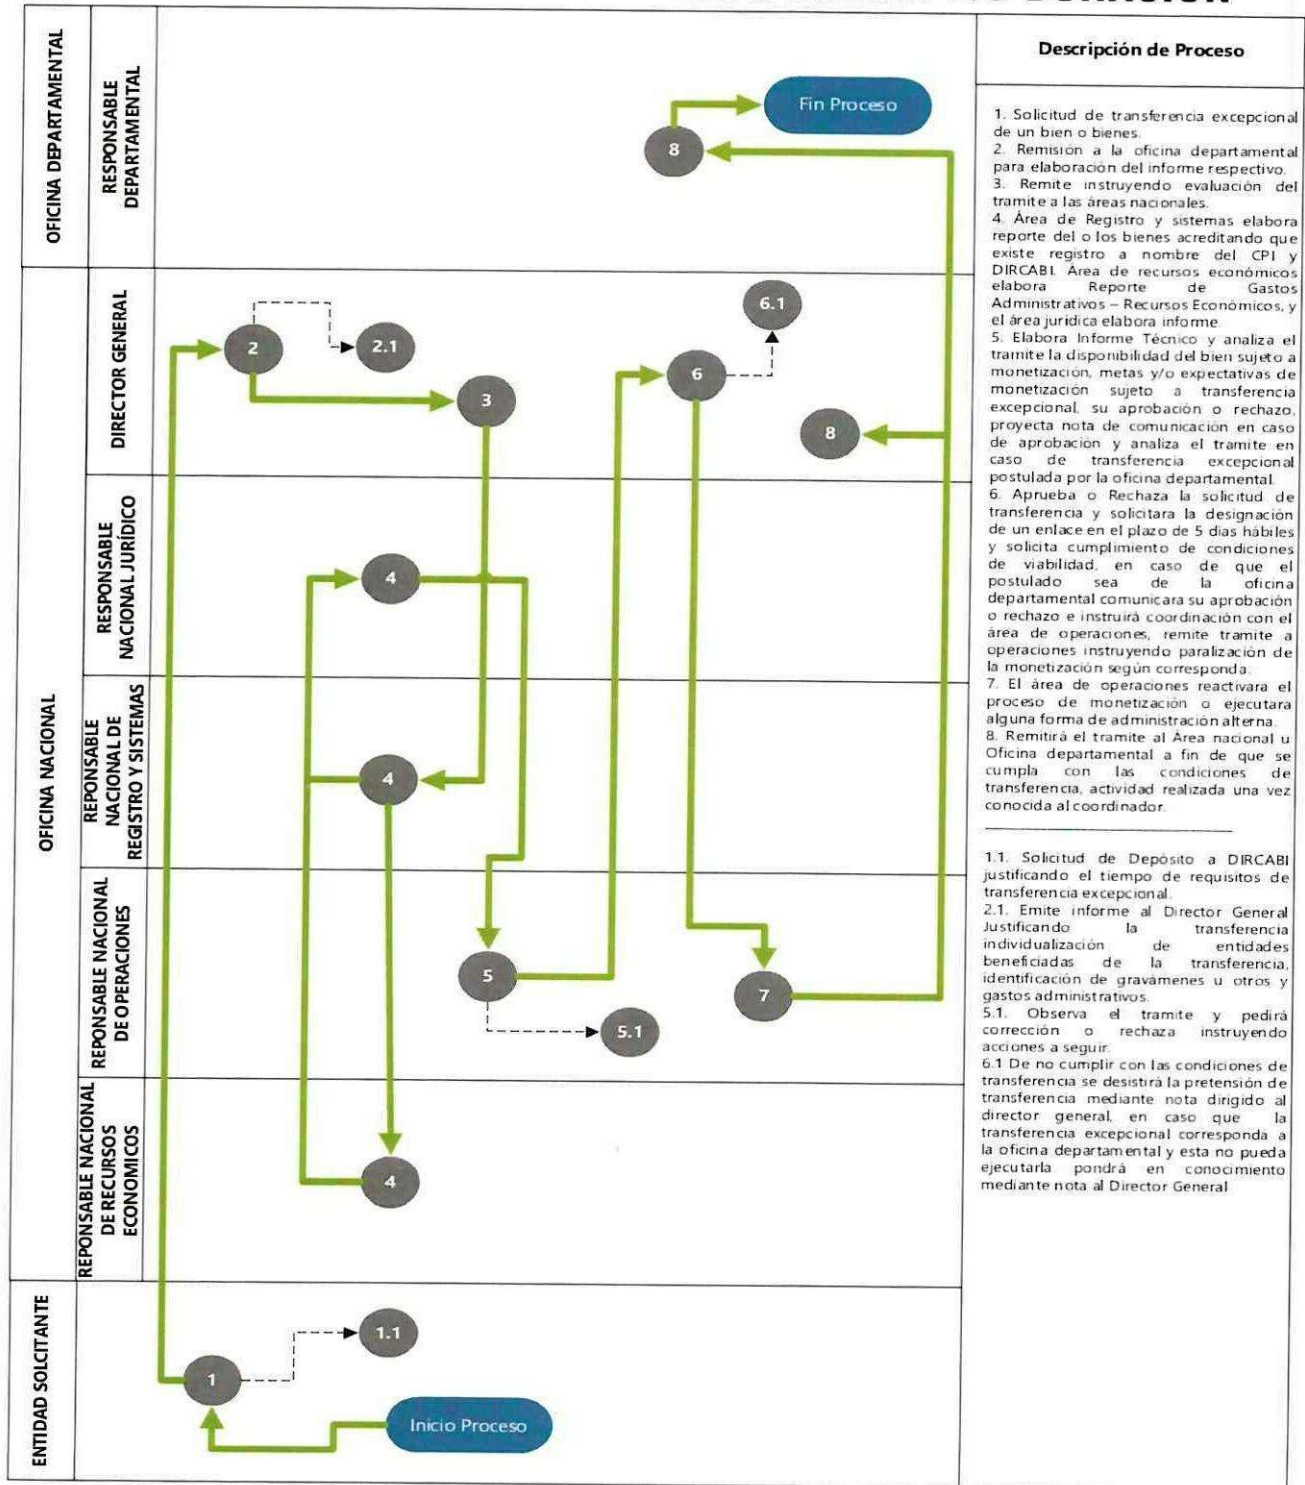 OFICINA DEPARTAMENTAL
RESPONSABLE
DEPARTAMENTAL
Fin Proceso
8
OFICINA NACIONAL
DIRECTOR GENERAL
2
2.1
3
6.1
6
8
RESPONSABLE
NACIONAL JURÍDICO
4
REPONSABLE
NACIONAL DE
REGISTRO Y SISTEMAS
4
REPONSABLE NACIONAL
DE OPERACIONES
5
5.1
7
REPONSABLE NACIONAL
DE RECURSOS
ECONOMICOS
4
ENTIDAD SOLCITANTE
1
1.1
Inicio Proceso
Descripción de Proceso
1. Solicitud de transferencia excepcional
de un bien o bienes.
2. Remisión a la oficina departamental
para elaboración del informe respectivo.
3. Remite instruyendo evaluación del
tramite a las áreas nacionales.
4. Área de Registro y sistemas elabora
reporte del o los bienes acreditando que
existe registro a nombre del CPI y
DIRCABI. Área de recursos económicos
elabora Reporte de Gastos
Administrativos – Recursos Económicos, y
el área jurídica elabora informe.
5. Elabora Informe Técnico y analiza el
tramite la disponibilidad del bien sujeto a
monetización, metas y/o expectativas de
monetización sujeto a transferencia
excepcional, su aprobación o rechazo,
proyecta nota de comunicación en caso
de aprobación y analiza el tramite en
caso de transferencia excepcional
postulada por la oficina departamental.
6. Aprueba o Rechaza la solicitud de
transferencia y solicitara la designación
de un enlace en el plazo de 5 dias hábiles
y solicita cumplimiento de condiciones
de viabilidad, en caso de que el
postulado sea de la oficina
departamental comunicara su aprobación
o rechazo e instruirá coordinación con el
área de operaciones, remite tramite a
operaciones instruyendo paralización de
la monetización según corresponda.
7. El área de operaciones reactivara el
proceso de monetización o ejecutara
alguna forma de administración alterna.
8. Remitirá el tramite al Área nacional u
Oficina departamental a fin de que se
cumpla con las condiciones de
transferencia, actividad realizada una vez
conocida al coordinador.
1.1. Solicitud de Depósito a DIRCABI
justificando el tiempo de requisitos de
transferencia excepcional.
2.1. Emite informe al Director General
Justificando la transferencia
individualización de entidades
beneficiadas de la transferencia,
identificación de gravámenes u otros y
gastos administrativos.
5.1. Observa el tramite y pedirá
corrección o rechaza instruyendo
acciones a seguir.
6.1 De no cumplir con las condiciones de
transferencia se desistirá la pretensión de
transferencia mediante nota dirigido al
director general, en caso que la
transferencia excepcional corresponda a
la oficina departamental y esta no pueda
ejecutarla pondrá en conocimiento
mediante nota al Director General